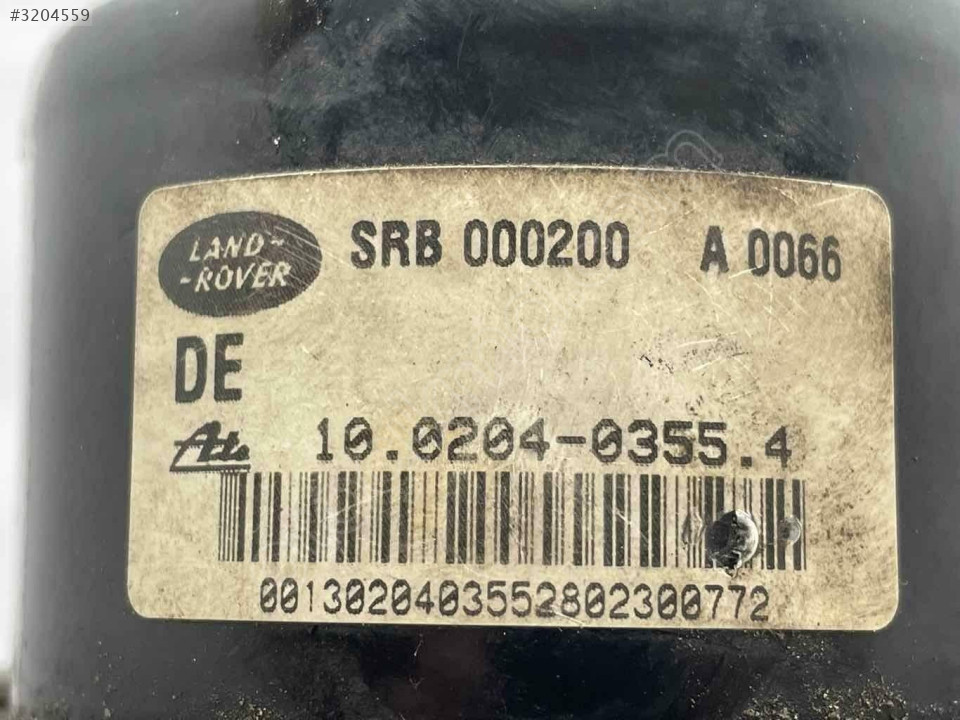 #3204559
LAND-
-ROVER
SRB 000200 A 0066
DE
Ate 10.0204-0355.4
0013020403552802300772